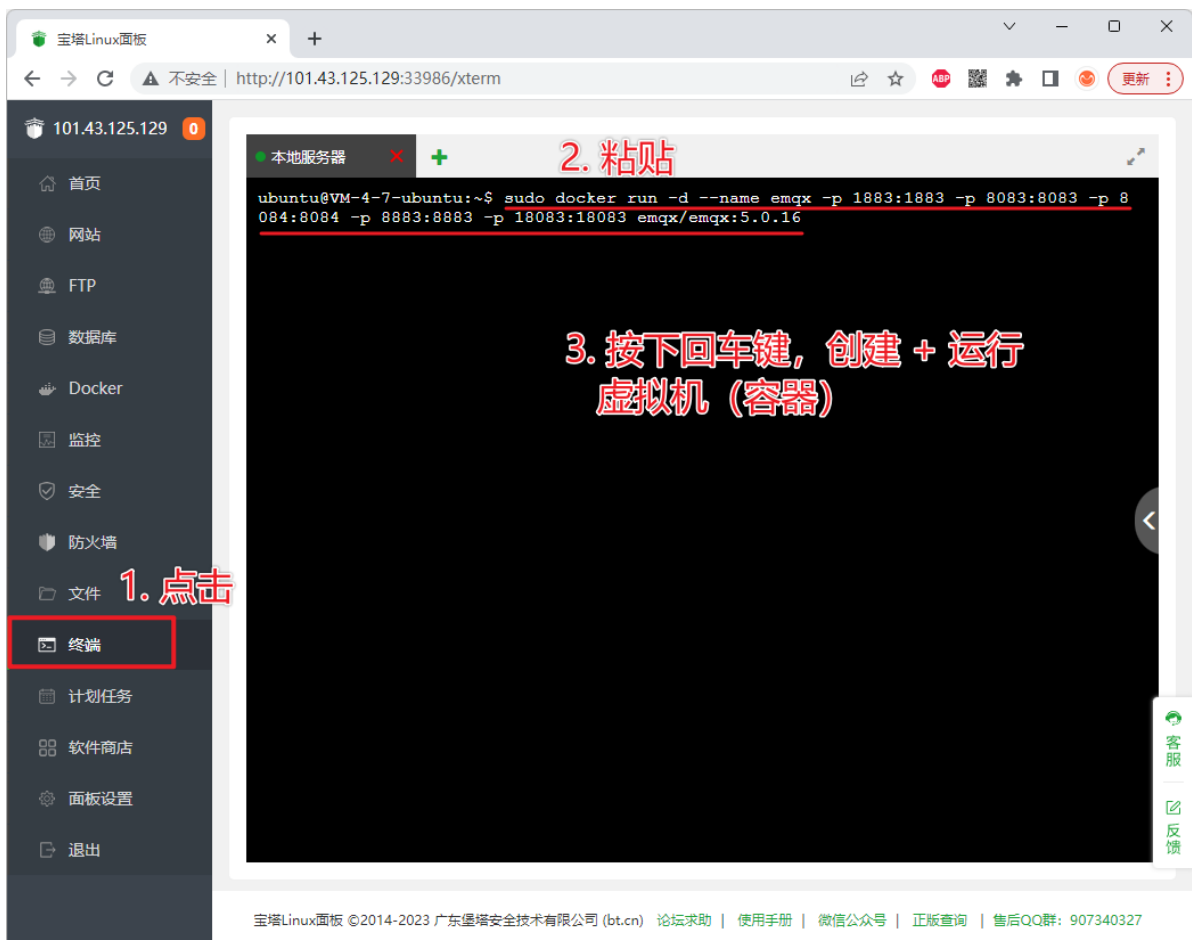 宝塔Linux面板
不安全 | http://101.43.125.129:33986/xterm
ABP
更新
101.43.125.129 0
本地服务器
2. 粘贴
首页
ubuntu@VM-4-7-ubuntu:~$ sudo docker run -d --name emqx -p 1883:1883 -p 8083:8083 -p 8
084:8084 -p 8883:8883 -p 18083:18083 emqx/emqx:5.0.16
网站
FTP
数据库
3. 按下回车键，创建 + 运行
虚拟机（容器）
Docker
监控
安全
防火墙
文件
1. 点击
终端
计划任务
软件商店
面板设置
退出
客服
反馈
宝塔Linux面板 ©2014-2023 广东堡塔安全技术有限公司 (bt.cn) 论坛求助 | 使用手册 | 微信公众号 | 正版查询 | 售后QQ群：907340327